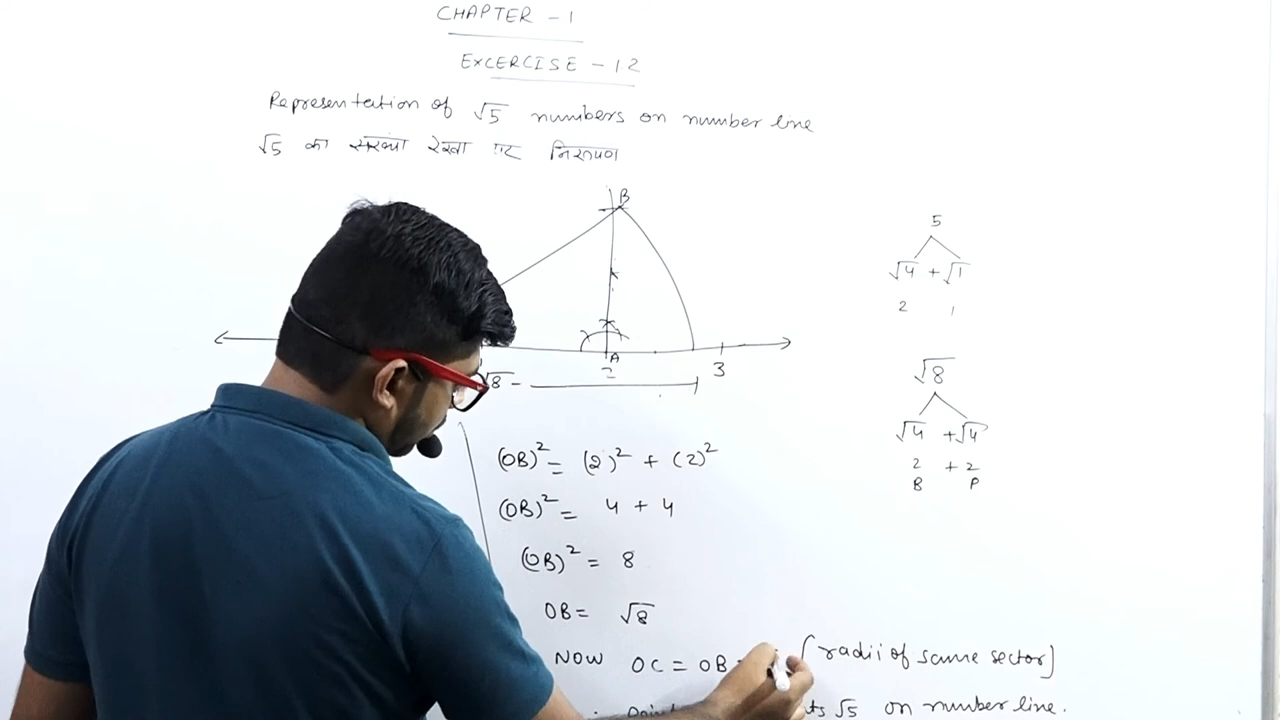 CHAPTER - 1
EXCERCISE - 1.2
Representation of √5 numbers on number line
√5 का संख्या रेखा पर निरूपण
B
5
√4 + √1
2 1
A
2
3
√8 -
√8
√4 + √4
2 + 2
B P
(OB)² = (2)² + (2)²
(OB)² = 4 + 4
(OB)² = 8
OB = √8
NOW OC = OB = (radii of same sector)
√5 on number line.